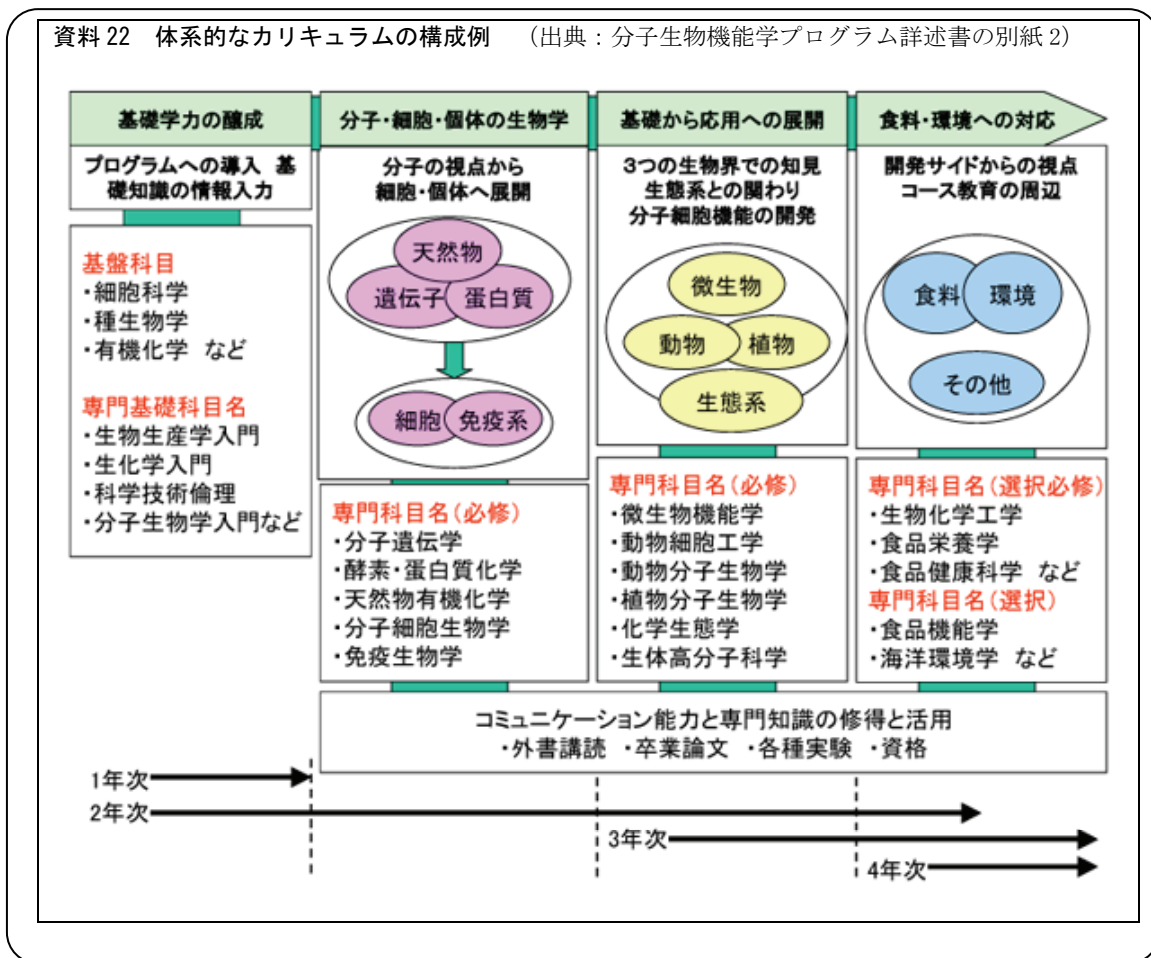 資料22 体系的なカリキュラムの構成例 (出典:分子生物機能学プログラム詳述書の別紙2)
基礎学力の醸成
プログラムへの導入 基
礎知識の情報入力
基盤科目
・細胞科学
・種生物学
・有機化学 など
専門基礎科目名
・生物生産学入門
・生化学入門
・科学技術倫理
・分子生物学入門など
分子・細胞・個体の生物学
分子の視点から
細胞・個体へ展開
天然物
遺伝子 蛋白質
細胞 免疫系
専門科目名(必修)
・分子遺伝学
・酵素・蛋白質化学
・天然物有機化学
・分子細胞生物学
・免疫生物学
基礎から応用への展開
3つの生物界での知見
生態系との関わり
分子細胞機能の開発
微生物
動物 植物
生態系
専門科目名(必修)
・微生物機能学
・動物細胞工学
・動物分子生物学
・植物分子生物学
・化学生態学
・生体高分子科学
食料・環境への対応
開発サイドからの視点
コース教育の周辺
食料 環境
その他
専門科目名(選択必修)
・生物化学工学
・食品栄養学
・食品健康科学 など
専門科目名(選択)
・食品機能学
・海洋環境学 など
コミュニケーション能力と専門知識の修得と活用
・外書講読 ・卒業論文 ・各種実験 ・資格
1年次
2年次
3年次
4年次